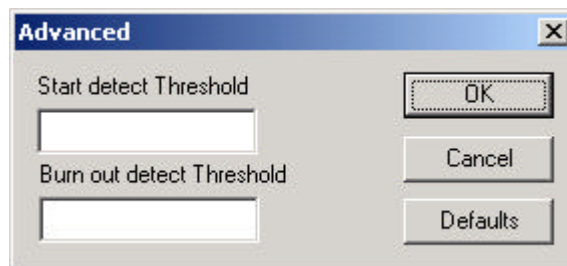 Advanced
Start detect Threshold
OK
Burn out detect Threshold
Cancel
Defaults